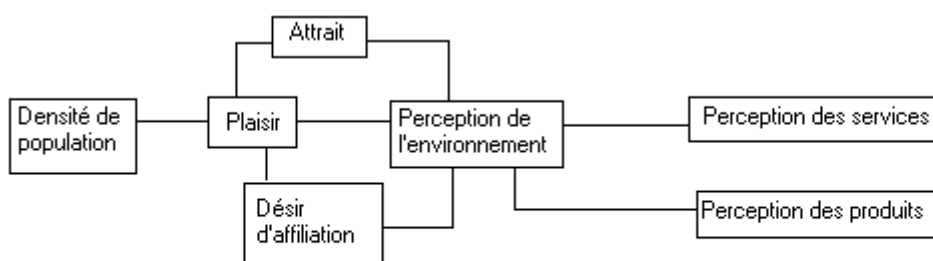 Attrait
Densité de
population
Plaisir
Perception de
l'environnement
Perception des services
Désir
d'affiliation
Perception des produits